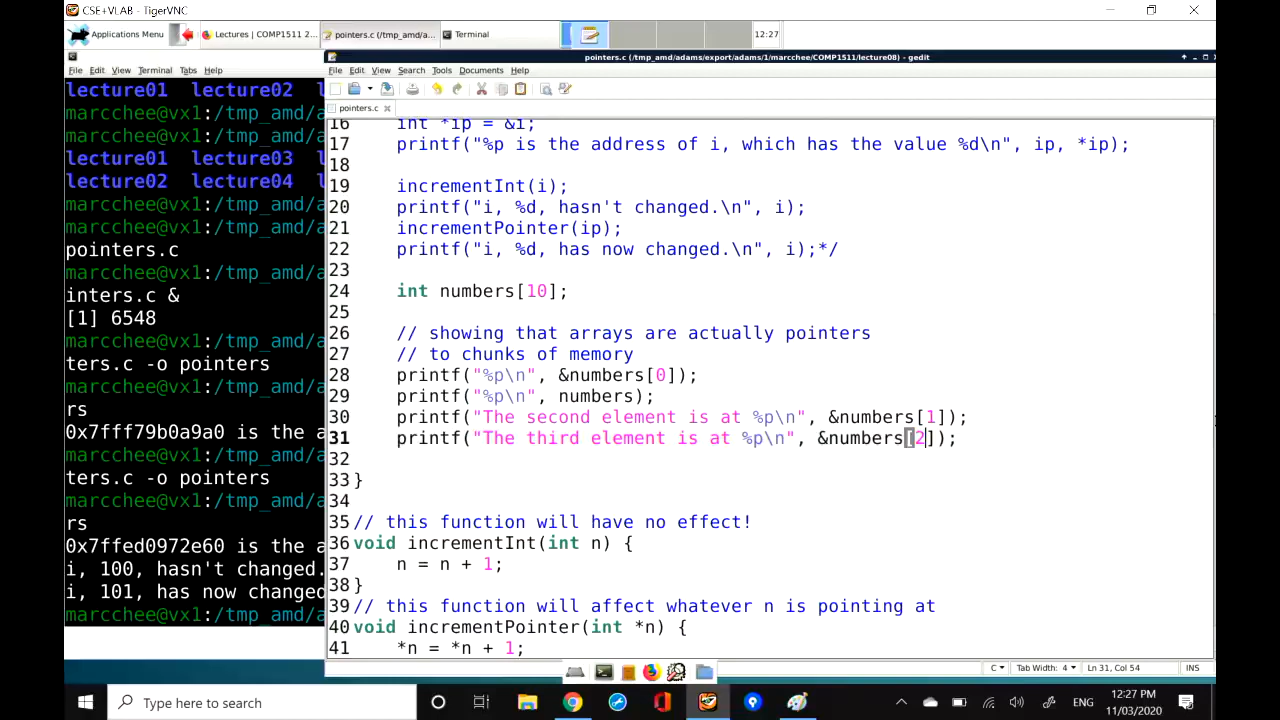 CSE+VLAB - TigerVNC
Applications Menu
Lectures | COMP1511 2...
pointers.c (/tmp_amd/a...
Terminal
12:27
pointers.c (/tmp_amd/adams/export/adams/1/marcchee/COMP1511/lecture08) - gedit
File Edit View Terminal Tabs Help
File Edit View Search Tools Documents Help
pointers.c
lecture01 lecture02 l
marcchee@vx1:/tmp_amd/a
marcchee@vx1:/tmp_amd/a
lecture01 lecture03 l
lecture02 lecture04 l
marcchee@vx1:/tmp_amd/a
marcchee@vx1:/tmp_amd/a
pointers.c
marcchee@vx1:/tmp_amd/a
inters.c &
[1] 6548
marcchee@vx1:/tmp_amd/a
ters.c -o pointers
marcchee@vx1:/tmp_amd/a
rs
0x7fff79b0a9a0 is the a
ters.c -o pointers
marcchee@vx1:/tmp_amd/a
rs
0x7ffed0972e60 is the a
i, 100, hasn't changed.
i, 101, has now changed
marcchee@vx1:/tmp_amd/a
16 int *ip = &i;
17 printf("%p is the address of i, which has the value %d\n", ip, *ip);
18
19 incrementInt(i);
20 printf("i, %d, hasn't changed.\n", i);
21 incrementPointer(ip);
22 printf("i, %d, has now changed.\n", i);*/
23
24 int numbers[10];
25
26 // showing that arrays are actually pointers
27 // to chunks of memory
28 printf("%p\n", &numbers[0]);
29 printf("%p\n", numbers);
30 printf("The second element is at %p\n", &numbers[1]);
31 printf("The third element is at %p\n", &numbers[2]);
32
33 }
34
35 // this function will have no effect!
36 void incrementInt(int n) {
37 n = n + 1;
38 }
39 // this function will affect whatever n is pointing at
40 void incrementPointer(int *n) {
41 *n = *n + 1;
C Tab Width: 4 Ln 31, Col 54 INS
Type here to search
ENG
12:27 PM
11/03/2020